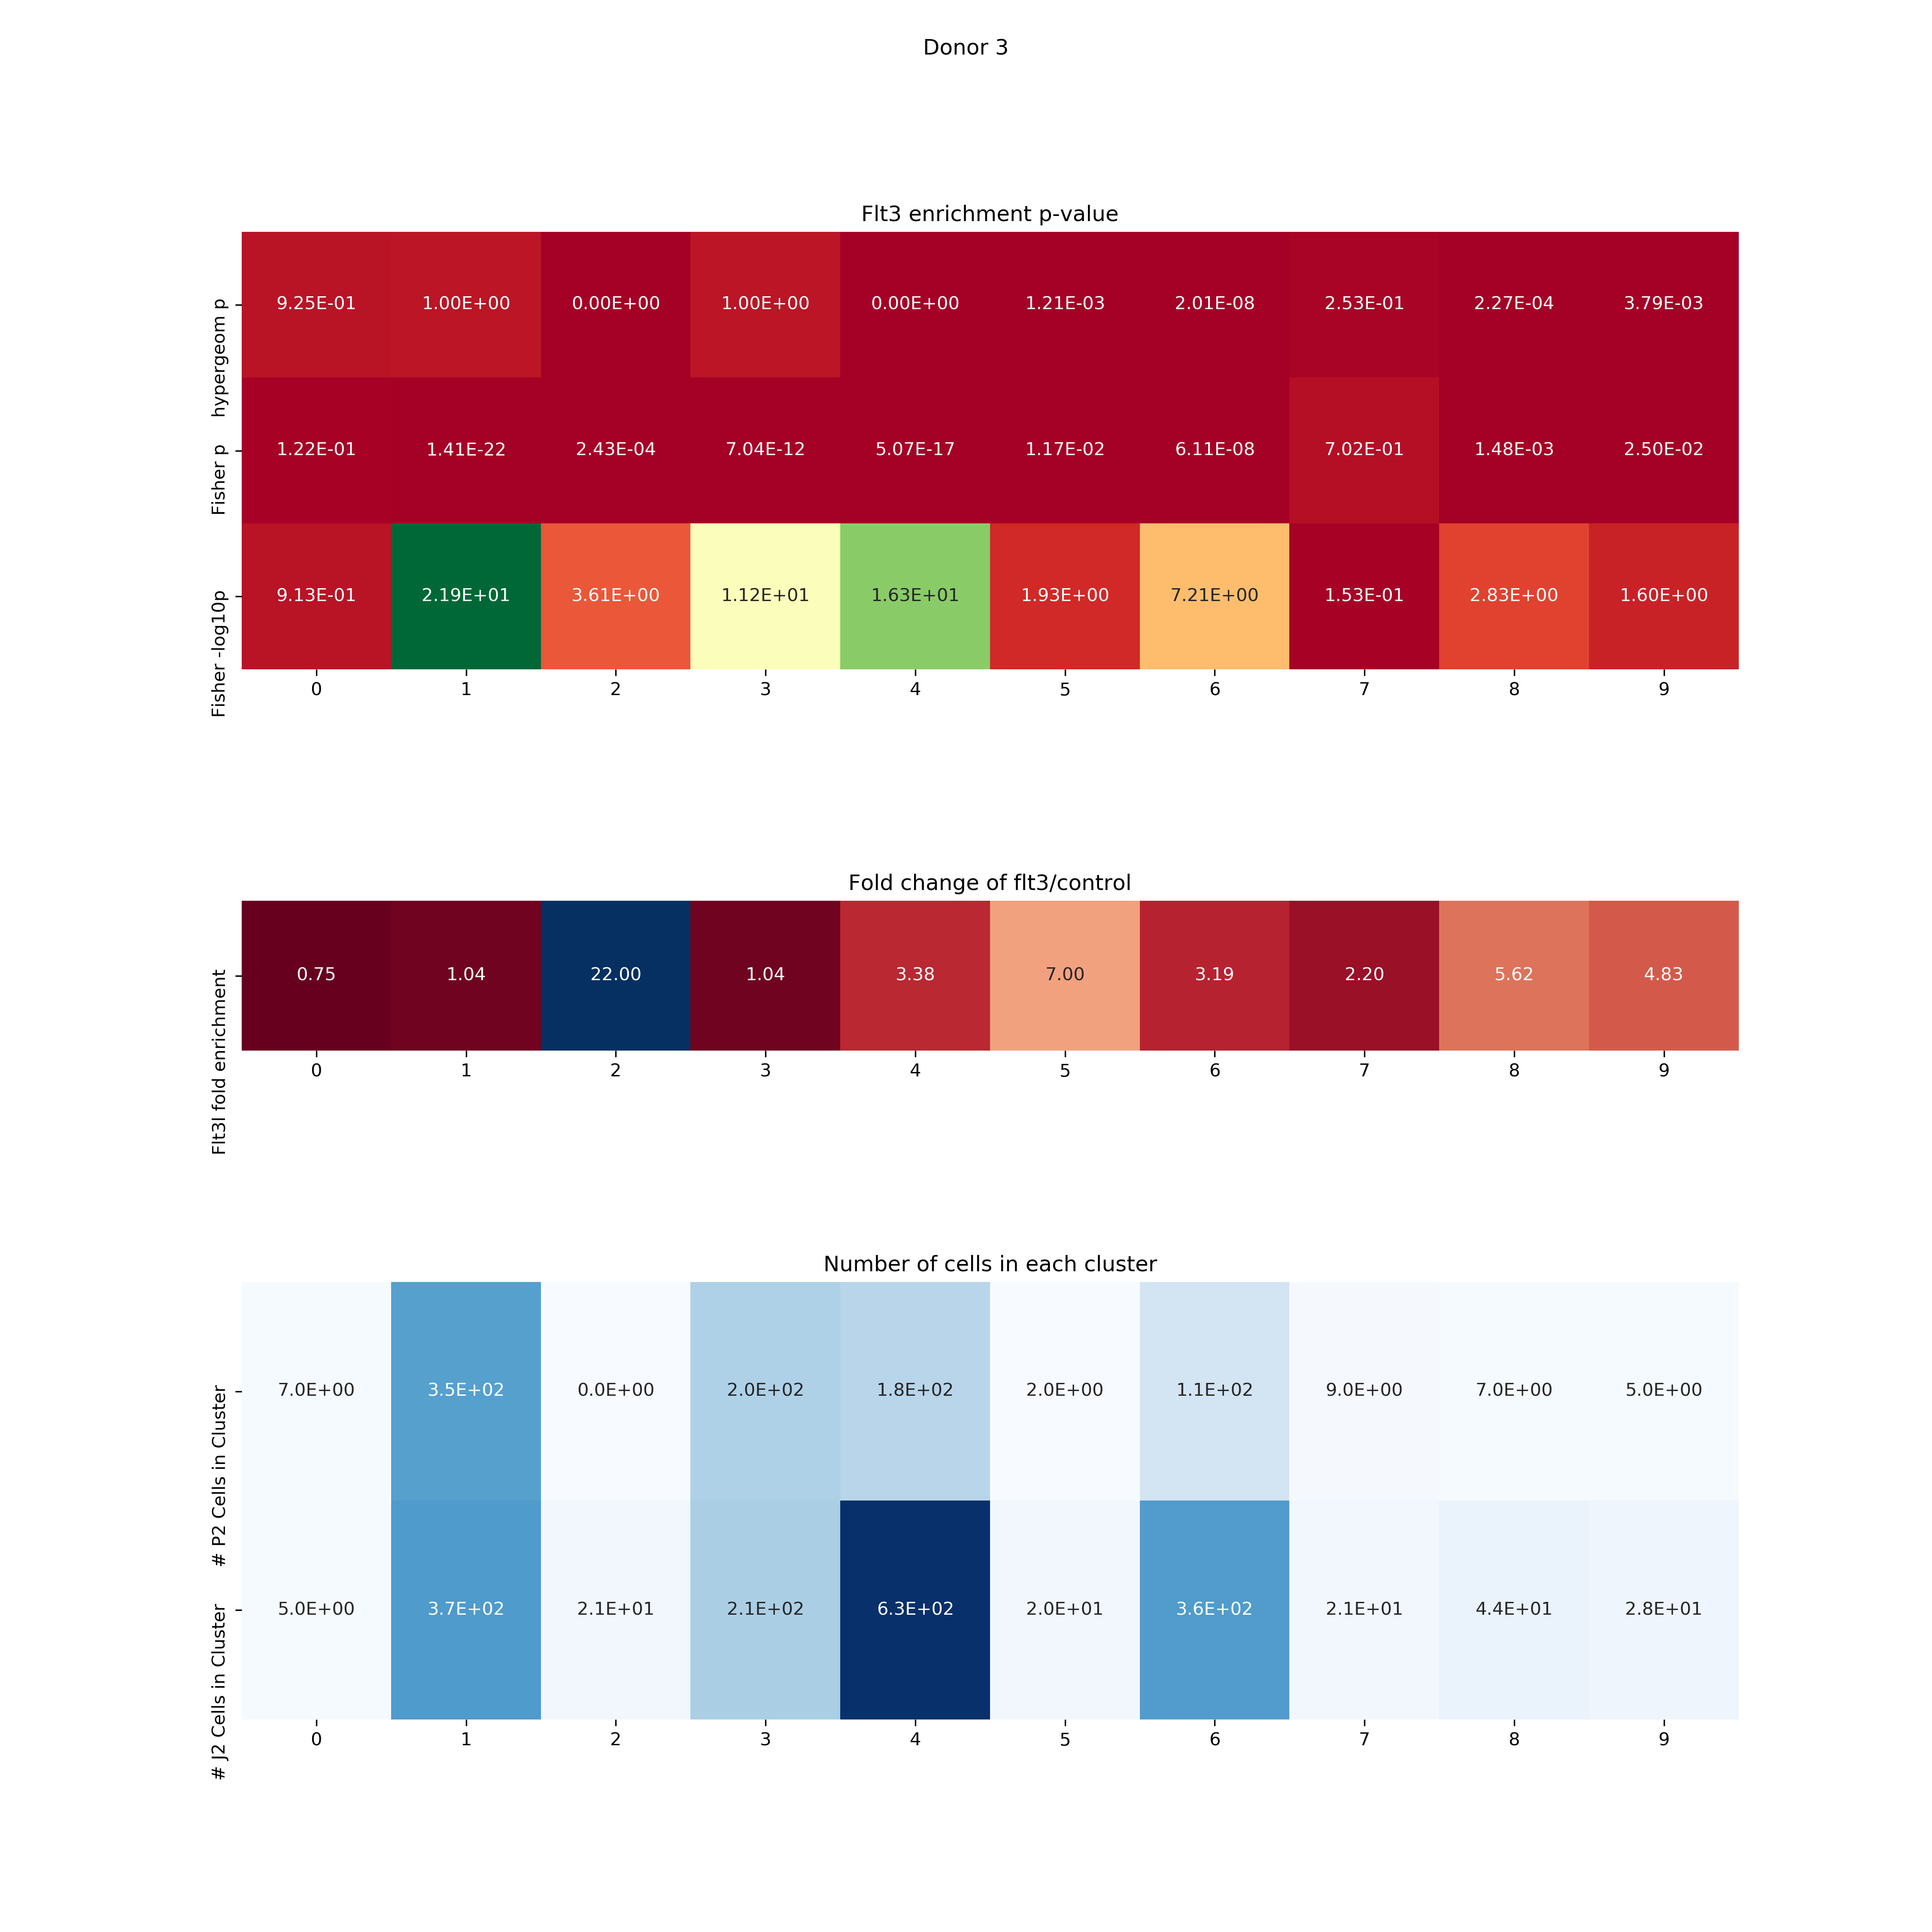 Donor 3
Flt3 enrichment p-value
hypergeom p 9.25E-01 1.00E+00 0.00E+00 1.00E+00 0.00E+00 1.21E-03 2.01E-08 2.53E-01 2.27E-04 3.79E-03
Fisher p 1.22E-01 1.41E-22 2.43E-04 7.04E-12 5.07E-17 1.17E-02 6.11E-08 7.02E-01 1.48E-03 2.50E-02
Fisher -log10p 9.13E-01 2.19E+01 3.61E+00 1.12E+01 1.63E+01 1.93E+00 7.21E+00 1.53E-01 2.83E+00 1.60E+00
0 1 2 3 4 5 6 7 8 9
Fold change of flt3/control
Flt3l fold enrichment 0.75 1.04 22.00 1.04 3.38 7.00 3.19 2.20 5.62 4.83
0 1 2 3 4 5 6 7 8 9
Number of cells in each cluster
# P2 Cells in Cluster 7.0E+00 3.5E+02 0.0E+00 2.0E+02 1.8E+02 2.0E+00 1.1E+02 9.0E+00 7.0E+00 5.0E+00
# J2 Cells in Cluster 5.0E+00 3.7E+02 2.1E+01 2.1E+02 6.3E+02 2.0E+01 3.6E+02 2.1E+01 4.4E+01 2.8E+01
0 1 2 3 4 5 6 7 8 9